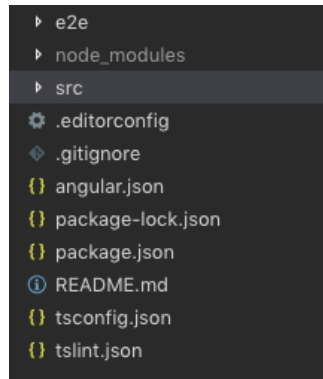 e2e
node_modules
src
.editorconfig
.gitignore
angular.json
package-lock.json
package.json
README.md
tsconfig.json
tslint.json